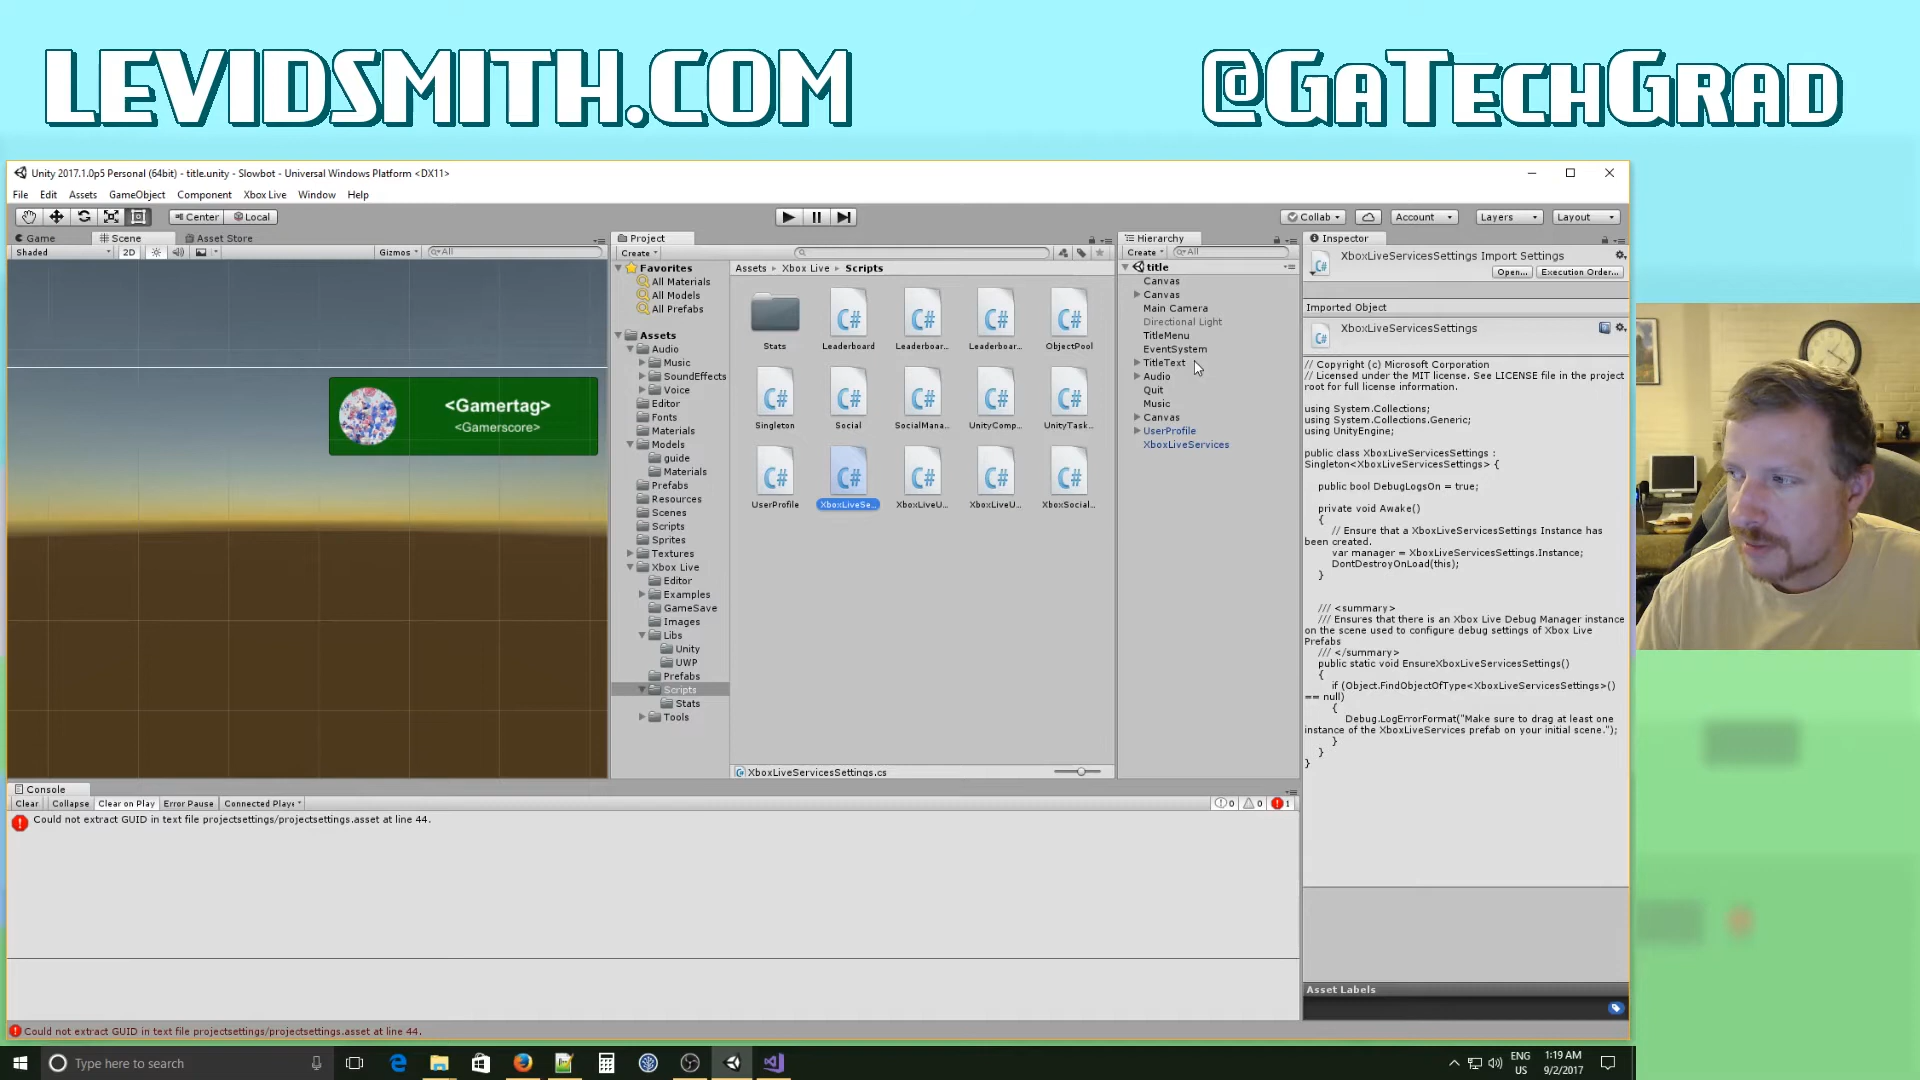 LEVIDSMITH.COM
@GATECHGRAD
Unity 2017.1.0p5 Personal (64bit) - title.unity - Slowbot - Universal Windows Platform <DX11>
File Edit Assets GameObject Component Xbox Live Window Help
Center Local
Collab Account Layers Layout
Game Scene Asset Store
Shaded 2D Gizmos All
<Gamertag>
<Gamerscore>
Project
Create
Favorites
All Materials
All Models
All Prefabs
Assets
Audio
Music
SoundEffects
Voice
Editor
Fonts
Materials
Models
guide
Materials
Prefabs
Resources
Scenes
Scripts
Sprites
Textures
Xbox Live
Editor
Examples
GameSave
Images
Libs
Unity
UWP
Prefabs
Scripts
Stats
Tools
Assets Xbox Live Scripts
Stats Leaderboard Leaderboar... Leaderboar... ObjectPool
Singleton Social SocialMana... UnityComp... UnityTask...
UserProfile XboxLiveSe... XboxLiveU... XboxLiveU... XboxSocial...
XboxLiveServicesSettings.cs
Hierarchy
Create All
title
Canvas
Canvas
Main Camera
Directional Light
TitleMenu
EventSystem
TitleText
Audio
Quit
Music
Canvas
UserProfile
XboxLiveServices
Inspector
XboxLiveServicesSettings Import Settings
Open... Execution Order...
Imported Object
XboxLiveServicesSettings
// Copyright (c) Microsoft Corporation
// Licensed under the MIT license. See LICENSE file in the project
root for full license information.
using System.Collections;
using System.Collections.Generic;
using UnityEngine;
public class XboxLiveServicesSettings :
Singleton<XboxLiveServicesSettings> {
public bool DebugLogsOn = true;
private void Awake()
{
// Ensure that a XboxLiveServicesSettings Instance has
been created.
var manager = XboxLiveServicesSettings.Instance;
DontDestroyOnLoad(this);
}
/// <summary>
/// Ensures that there is an Xbox Live Debug Manager instance
on the scene used to configure debug settings of Xbox Live
Prefabs
/// </summary>
public static void EnsureXboxLiveServicesSettings()
{
if (Object.FindObjectOfType<XboxLiveServicesSettings>()
== null)
{
Debug.LogErrorFormat("Make sure to drag at least one
instance of the XboxLiveServices prefab on your initial scene.");
}
}
}
Asset Labels
Console
Clear Collapse Clear on Play Error Pause Connected Playe 0 0 1
Could not extract GUID in text file projectsettings/projectsettings.asset at line 44.
Could not extract GUID in text file projectsettings/projectsettings.asset at line 44.
Type here to search
ENG
US
1:19 AM
9/2/2017